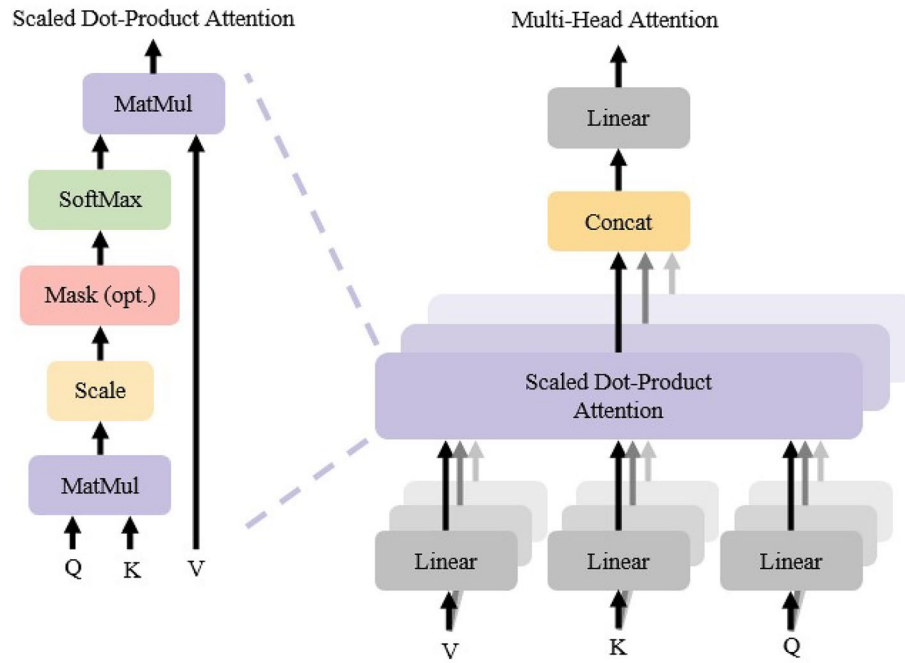 Scaled Dot-Product Attention
MatMul
SoftMax
Mask (opt.)
Scale
MatMul
Q K V
Multi-Head Attention
Linear
Concat
Scaled Dot-Product
Attention
Linear Linear Linear
V K Q